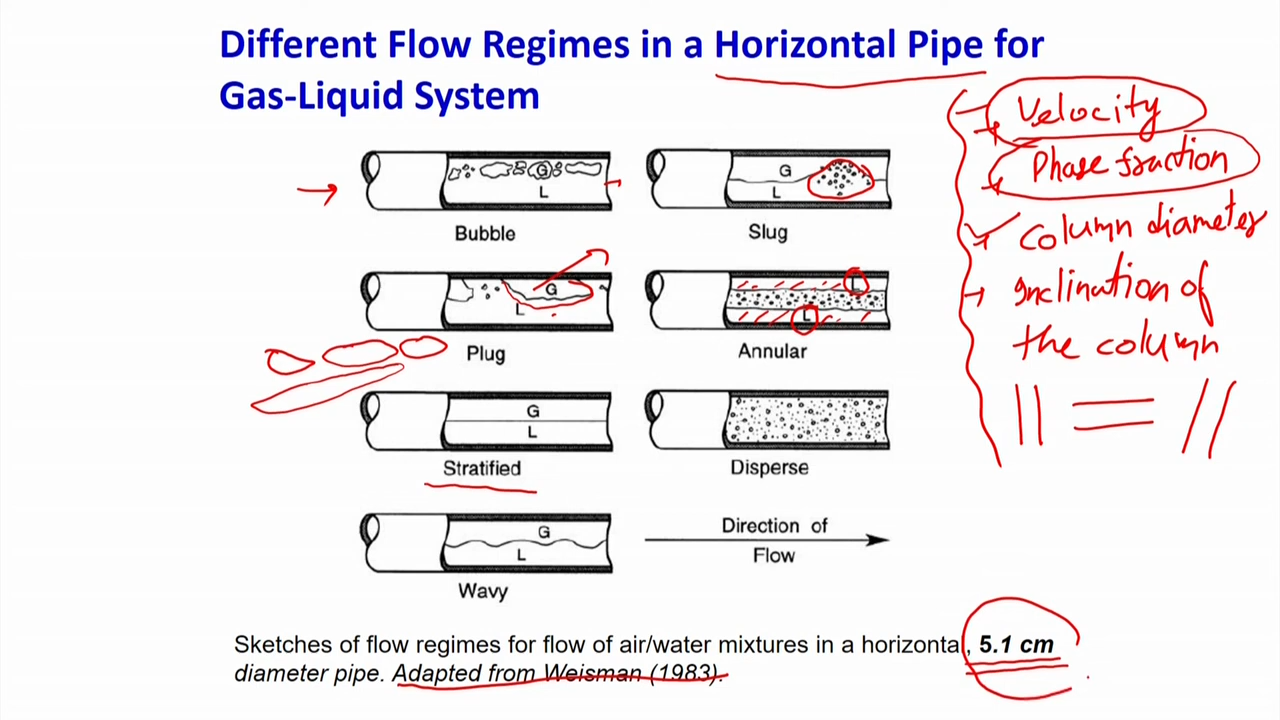 Different Flow Regimes in a Horizontal Pipe for
Gas-Liquid System
Velocity
Phase fraction
column diameter
Inclination of
the column
G
L
Bubble
G
L
Slug
G
L
Plug
L
L
Annular
G
L
Stratified
Disperse
G
L
Wavy
Direction of
Flow
Sketches of flow regimes for flow of air/water mixtures in a horizontal, 5.1 cm
diameter pipe. Adapted from Weisman (1983).